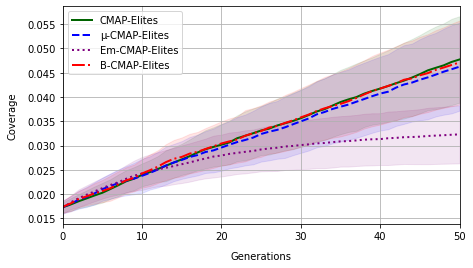 CMAP-Elites
μ-CMAP-Elites
Em-CMAP-Elites
B-CMAP-Elites
0.055
0.050
0.045
0.040
0.035
0.030
0.025
0.020
0.015
Coverage
0 10 20 30 40 50
Generations